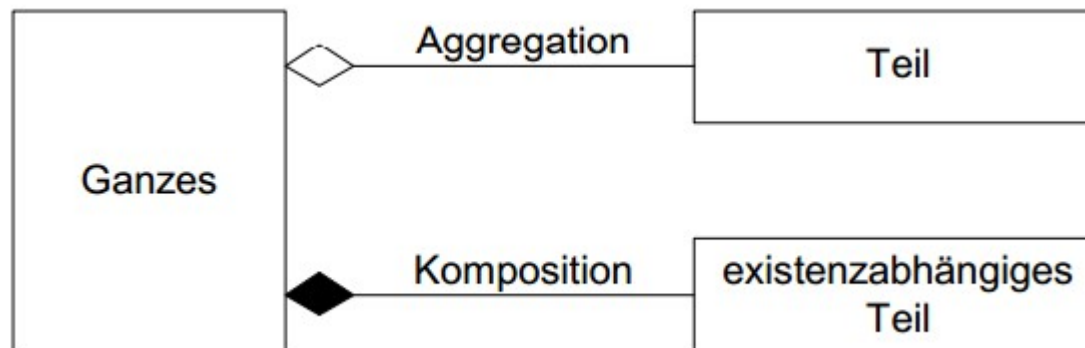 Aggregation
Teil
Ganzes
Komposition
existenzabhängiges
Teil